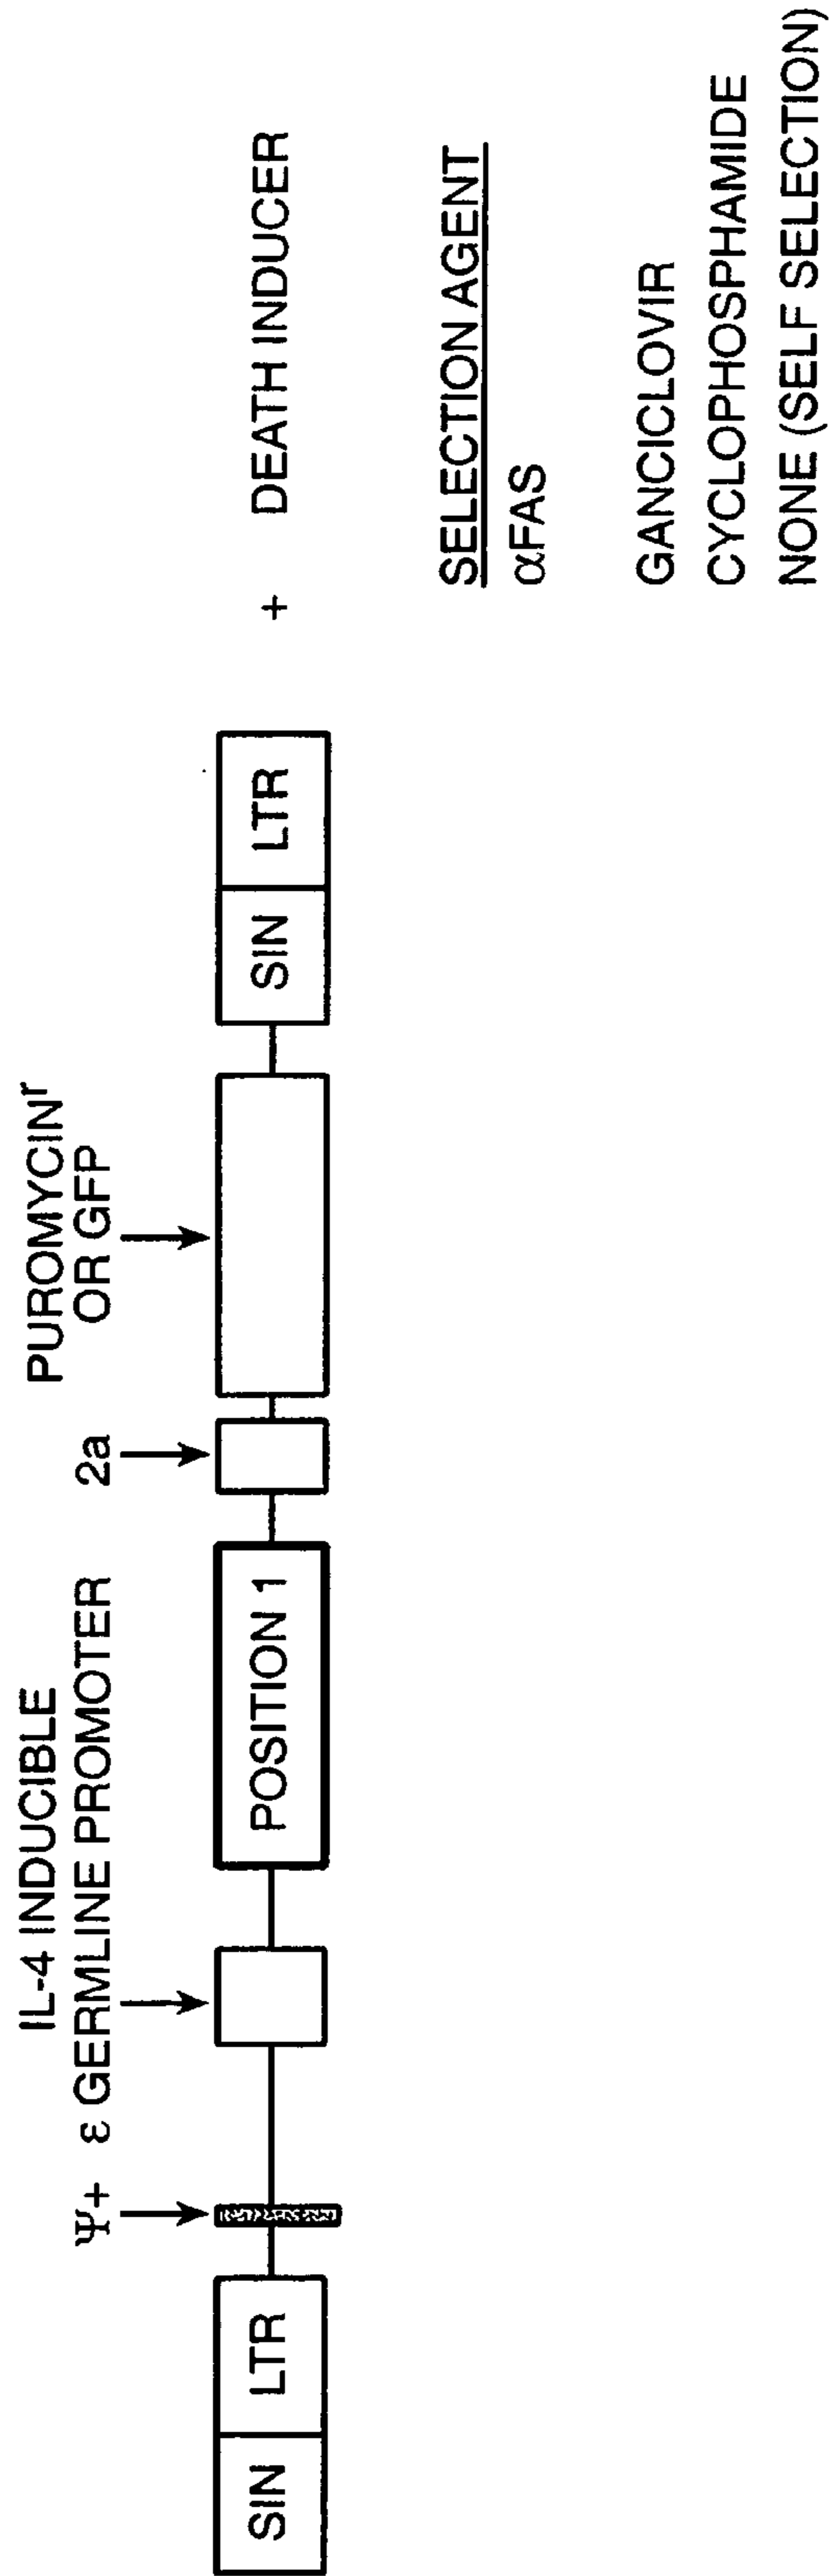 IL-4 INDUCIBLE
Ψ+ ε GERMLINE PROMOTER
2a
PUROMYCINʳ
OR GFP
SIN LTR
POSITION 1
SIN LTR
+ DEATH INDUCER
SELECTION AGENT
αFAS
GANCICLOVIR
CYCLOPHOSPHAMIDE
NONE (SELF SELECTION)